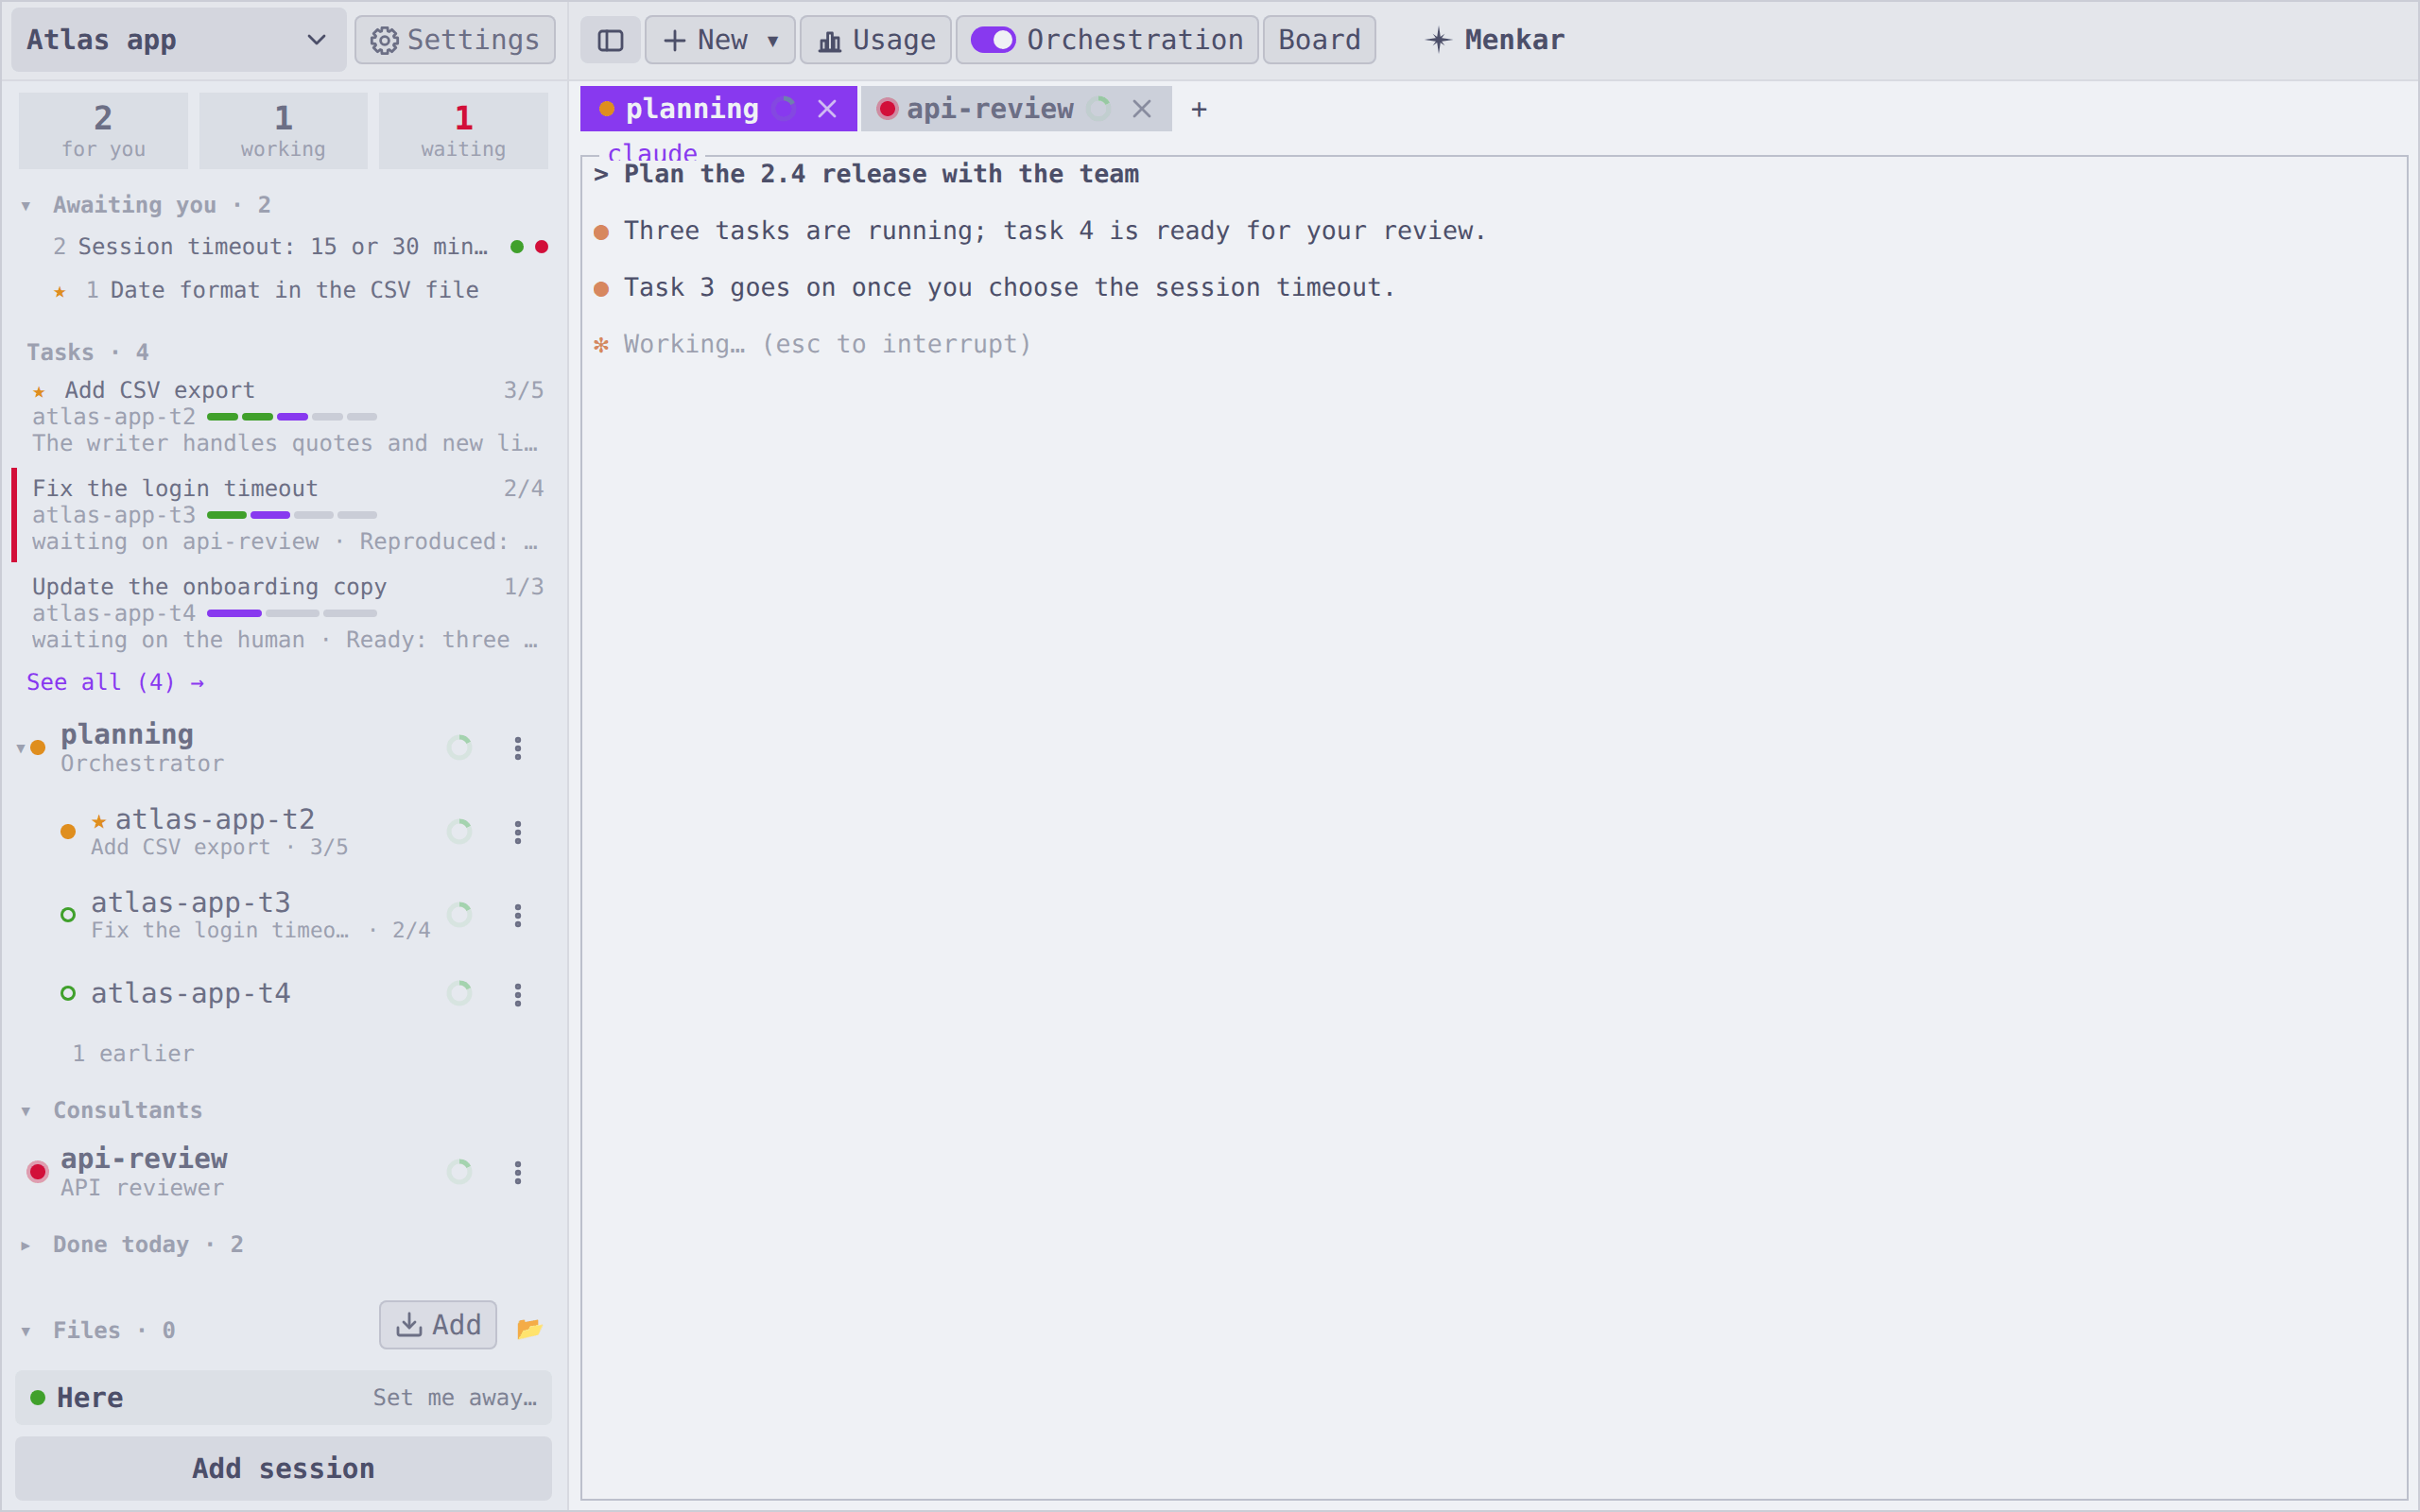 Atlas app
Settings
New ▾
Usage
Orchestration
Board
Menkar
2
for you
1
working
1
waiting
▾ Awaiting you · 2
2 Session timeout: 15 or 30 min…
★ 1 Date format in the CSV file
Tasks · 4
★ Add CSV export 3/5
atlas-app-t2
The writer handles quotes and new li…
Fix the login timeout 2/4
atlas-app-t3
waiting on api-review · Reproduced: …
Update the onboarding copy 1/3
atlas-app-t4
waiting on the human · Ready: three …
See all (4) →
▾ planning
Orchestrator
★ atlas-app-t2
Add CSV export · 3/5
atlas-app-t3
Fix the login timeo… · 2/4
atlas-app-t4
1 earlier
▾ Consultants
api-review
API reviewer
▸ Done today · 2
▾ Files · 0
Add
Here
Set me away…
Add session
planning
api-review
+
claude
> Plan the 2.4 release with the team
● Three tasks are running; task 4 is ready for your review.
● Task 3 goes on once you choose the session timeout.
✻ Working… (esc to interrupt)